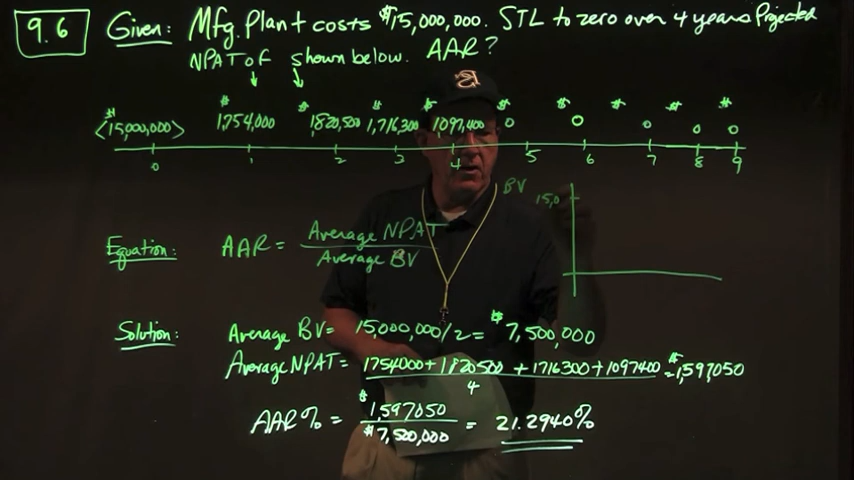 9.6 Given: Mfg. Plant costs $15,000,000. STL to zero over 4 years Projected
NPAT of shown below. AAR?
$ $ $ $ $ $ $ $ $ $
<15,000,000> 1,754,000 1,820,500 1,716,300 1,097,400 0 0 0 0 0
0 1 2 3 4 5 6 7 8 9
BV
15,0
Equation: AAR = Average NPAT
Average BV
Solution: Average BV= 15,000,000/2= $7,500,000
Average NPAT= 1754000+1820500+1716300+1097400 = $1,597,050
4
AAR% = $1,597050 = 21.2940%
$7,500,000